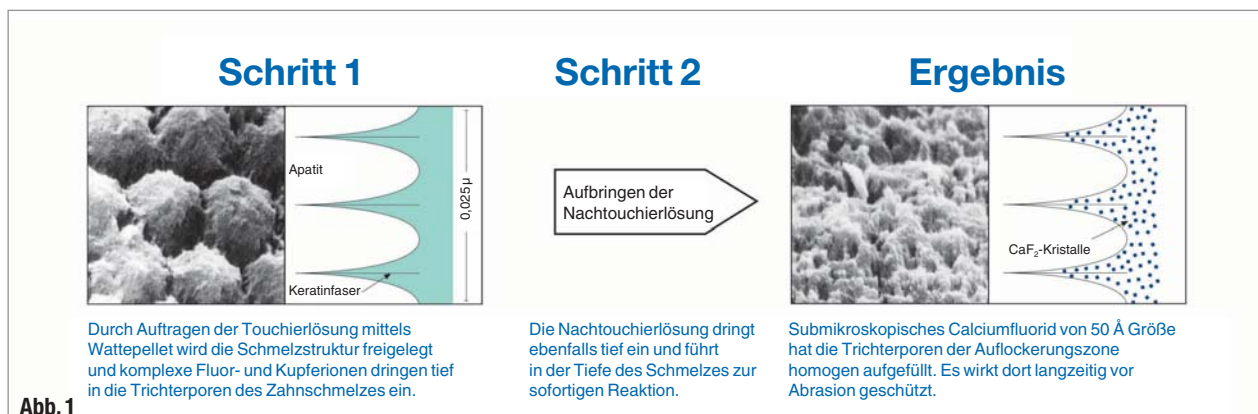 Schritt 1
Schritt 2
Ergebnis
Apatit
Keratinfaser
0,025 µ
Aufbringen der
Nachtouchierlösung
CaF₂-Kristalle
Durch Auftragen der Touchierlösung mittels
Wattepellet wird die Schmelzstruktur freigelegt
und komplexe Fluor- und Kupferionen dringen tief
in die Trichterporen des Zahnschmelzes ein.
Die Nachtouchierlösung dringt
ebenfalls tief ein und führt
in der Tiefe des Schmelzes zur
sofortigen Reaktion.
Submikroskopisches Calciumfluorid von 50 Å Größe
hat die Trichterporen der Auflockerungszone
homogen aufgefüllt. Es wirkt dort langzeitig vor
Abrasion geschützt.
Abb. 1